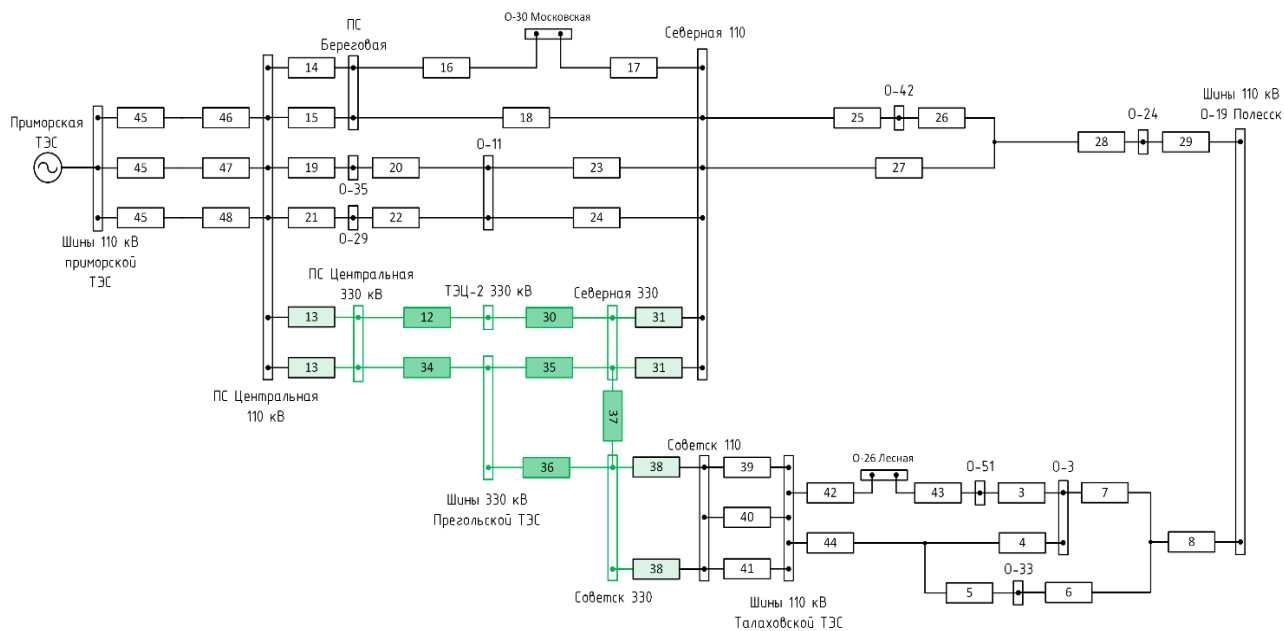 О-30 Московская
ПС
Береговая
Северная 110
14
16
17
О-42
Шины 110 кВ
О-19 Полесск
О-24
Приморская
ТЭС
45
46
15
18
25
26
О-11
28
29
45
47
19
20
23
27
О-35
45
48
21
22
24
О-29
Шины 110 кВ
приморской
ТЭС
ПС Центральная
330 кВ
ТЭЦ-2 330 кВ
Северная 330
13
12
30
31
13
34
35
31
ПС Центральная
110 кВ
37
Советск 110
36
38
39
О-26 Лесная
О-51
О-3
42
43
3
7
Шины 330 кВ
Прегольской ТЭС
40
44
4
8
38
41
О-33
5
6
Советск 330
Шины 110 кВ
Талаховской ТЭС